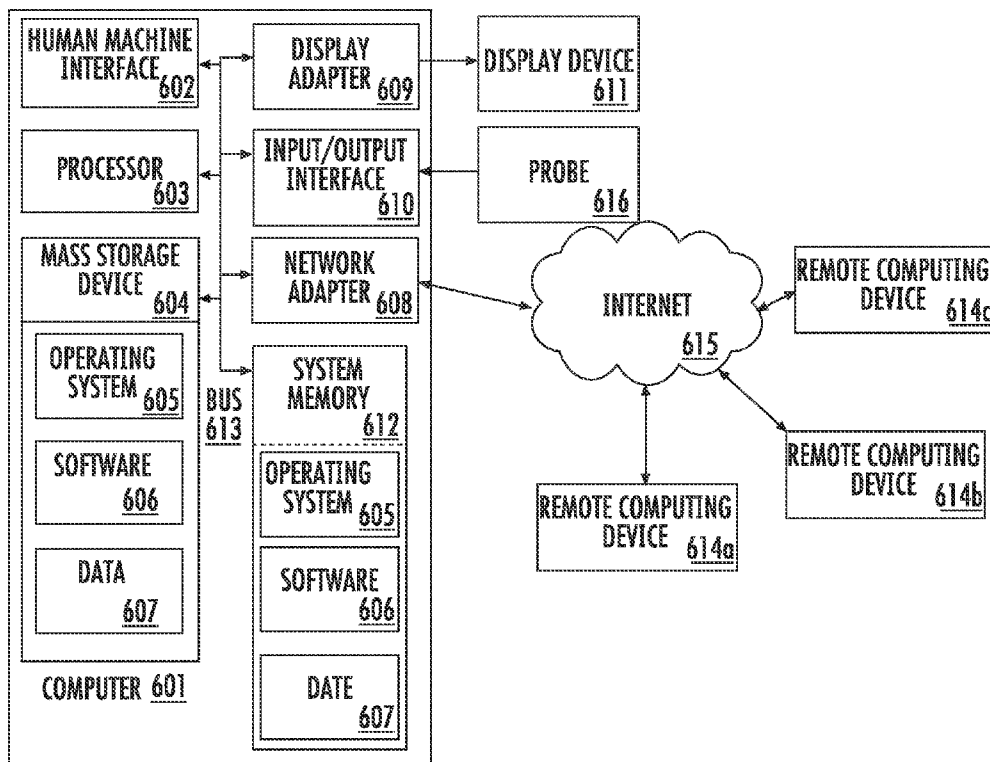 HUMAN MACHINE
INTERFACE
602
PROCESSOR
603
MASS STORAGE
DEVICE
604
OPERATING
SYSTEM
605
SOFTWARE
606
DATA
607
COMPUTER 601
BUS
613
DISPLAY
ADAPTER
609
INPUT/OUTPUT
INTERFACE
610
NETWORK
ADAPTER
608
SYSTEM
MEMORY
612
OPERATING
SYSTEM
605
SOFTWARE
606
DATE
607
DISPLAY DEVICE
611
PROBE
616
INTERNET
615
REMOTE COMPUTING
DEVICE
614c
REMOTE COMPUTING
DEVICE
614b
REMOTE COMPUTING
DEVICE
614a